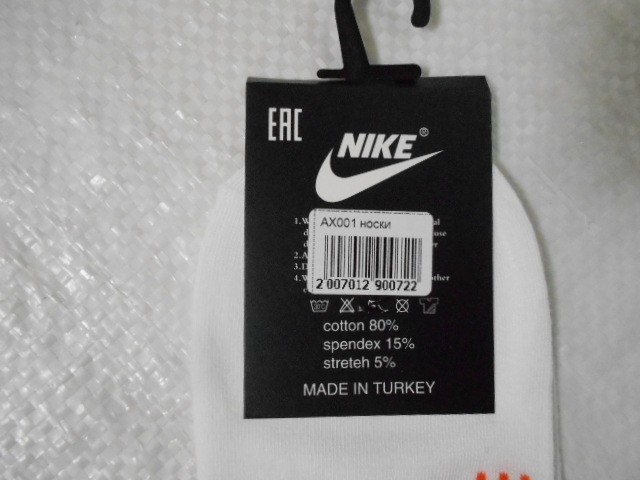 EAC
NIKE®
AX001 носки
2 007012 900722
cotton 80%
spendex 15%
streteh 5%
MADE IN TURKEY